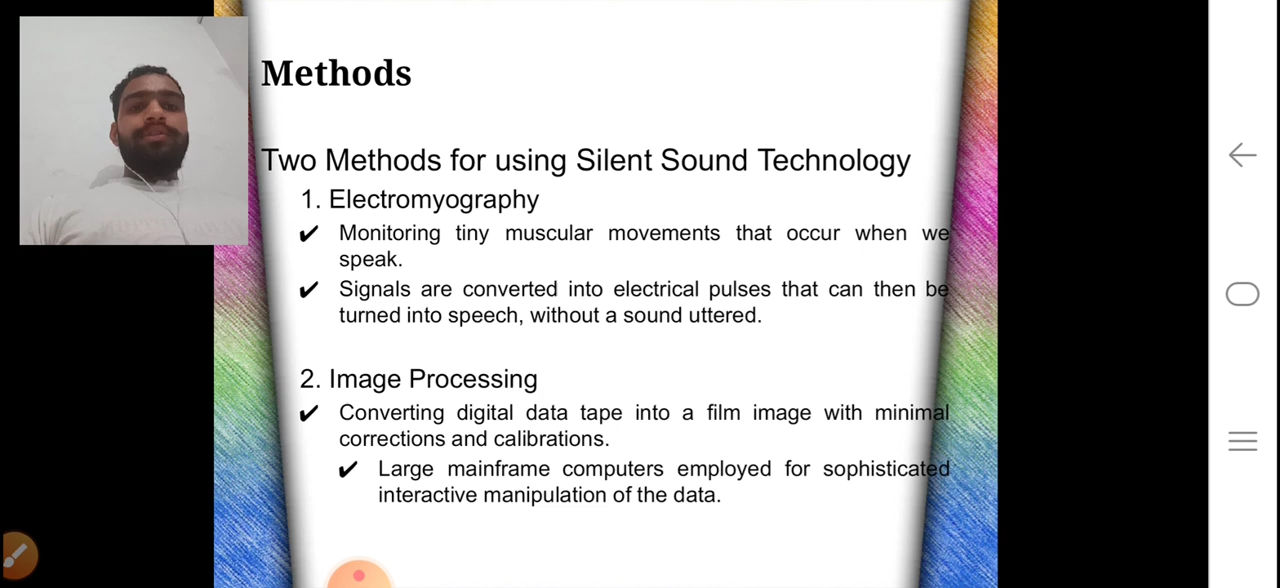 Methods
Two Methods for using Silent Sound Technology
1. Electromyography
✔ Monitoring tiny muscular movements that occur when we
speak.
✔ Signals are converted into electrical pulses that can then be
turned into speech, without a sound uttered.
2. Image Processing
✔ Converting digital data tape into a film image with minimal
corrections and calibrations.
✔ Large mainframe computers employed for sophisticated
interactive manipulation of the data.